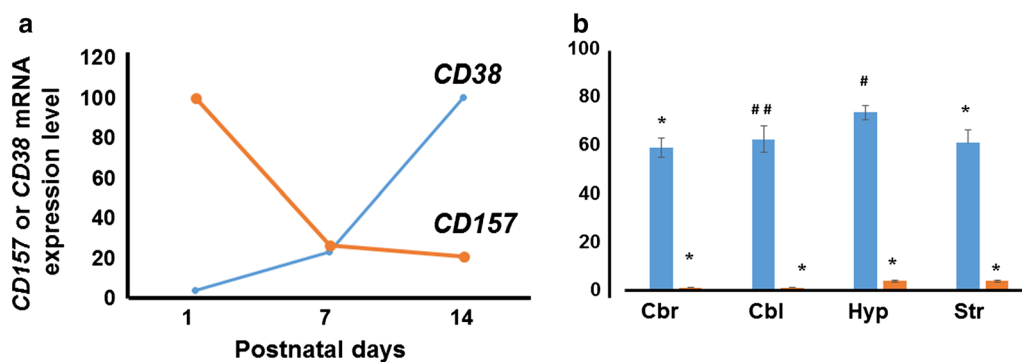 a
CD157 or CD38 mRNA
expression level
120
100
80
60
40
20
0
CD38
CD157
1 7 14
Postnatal days
b
100
80
60
40
20
0
* ## # *
* * * *
Cbr Cbl Hyp Str